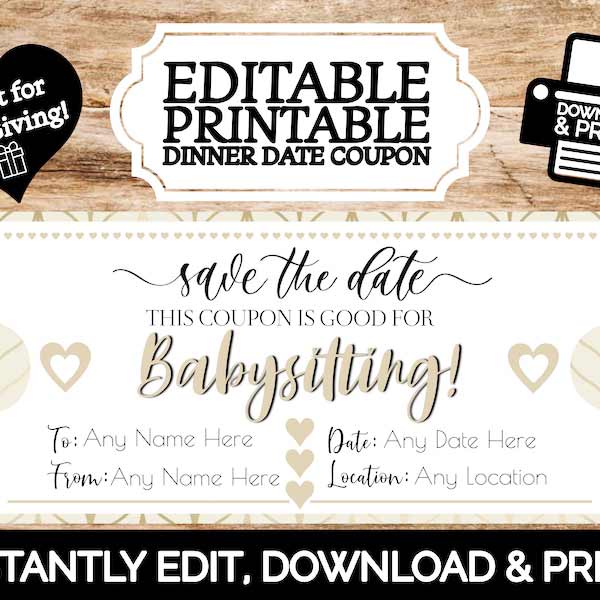 t for
iving!
EDITABLE
PRINTABLE
DINNER DATE COUPON
DOWN
& PR
save the date
THIS COUPON IS GOOD FOR
Babysitting!
To: Any Name Here
From: Any Name Here
Date: Any Date Here
Location: Any Location
STANTLY EDIT, DOWNLOAD & PRI